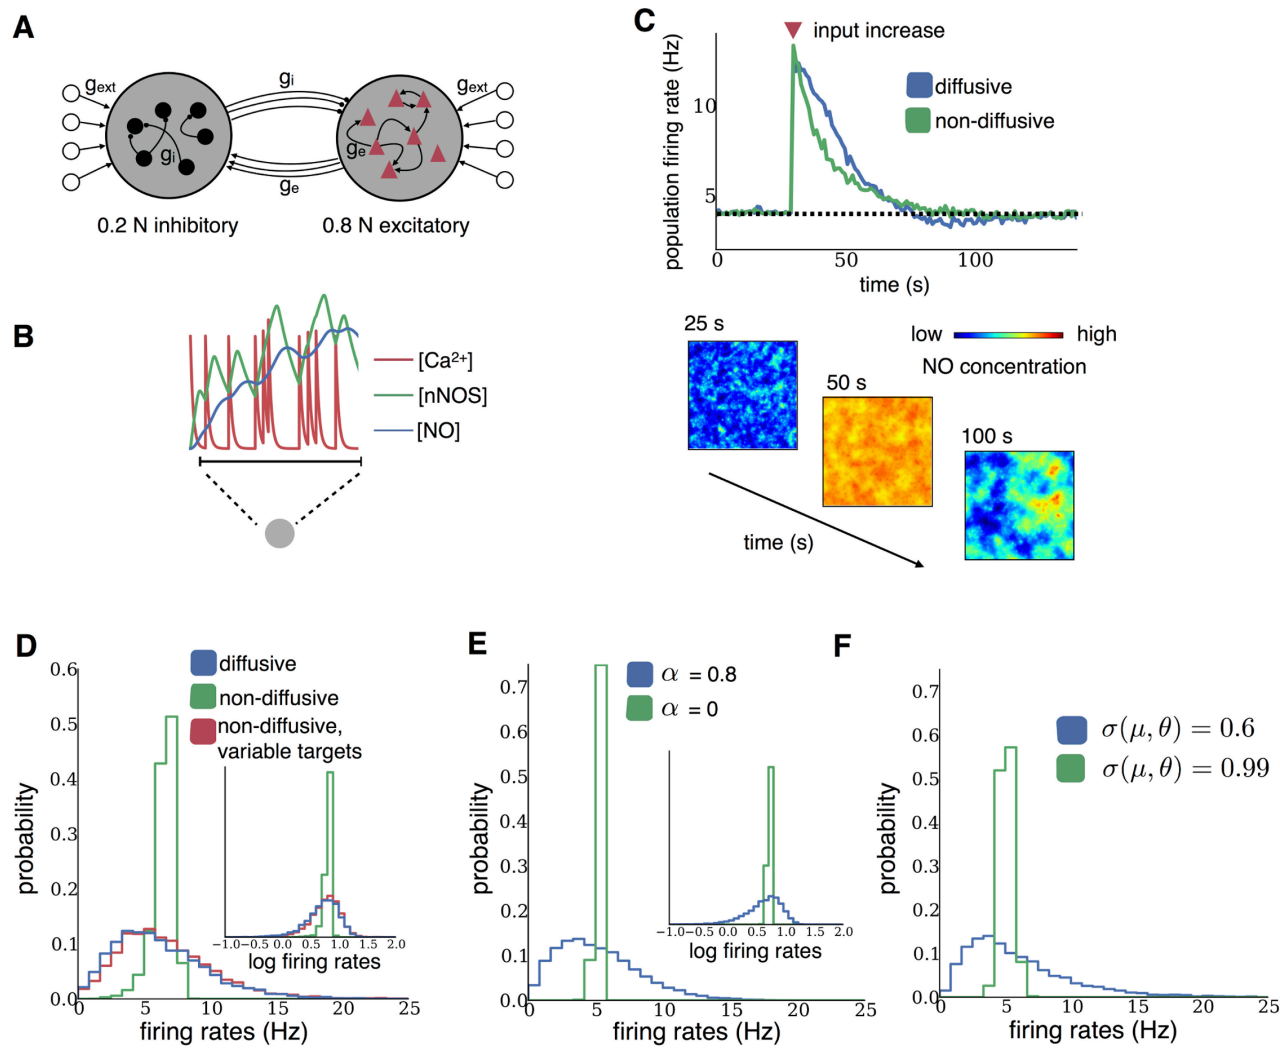 A
g_ext
g_i
g_ext
g_i
g_e
g_e
0.2 N inhibitory
0.8 N excitatory
B
[Ca²⁺]
[nNOS]
[NO]
C
input increase
diffusive
non-diffusive
population firing rate (Hz)
10
5
0
50
100
time (s)
25 s
low
high
NO concentration
50 s
100 s
time (s)
D
diffusive
non-diffusive
non-diffusive,
variable targets
probability
0.6
0.5
0.4
0.3
0.2
0.1
0.0
5
10
15
20
25
firing rates (Hz)
−1.0 −0.5 0.0 0.5 1.0 1.5 2.0
log firing rates
E
α = 0.8
α = 0
probability
0.7
0.6
0.5
0.4
0.3
0.2
0.1
0.0
0
5
10
15
20
25
firing rates (Hz)
−1.0 −0.5 0.0 0.5 1.0 1.5 2.0
log firing rates
F
σ(μ, θ) = 0.6
σ(μ, θ) = 0.99
probability
0.7
0.6
0.5
0.4
0.3
0.2
0.1
0.0
0
5
10
15
20
25
firing rates (Hz)